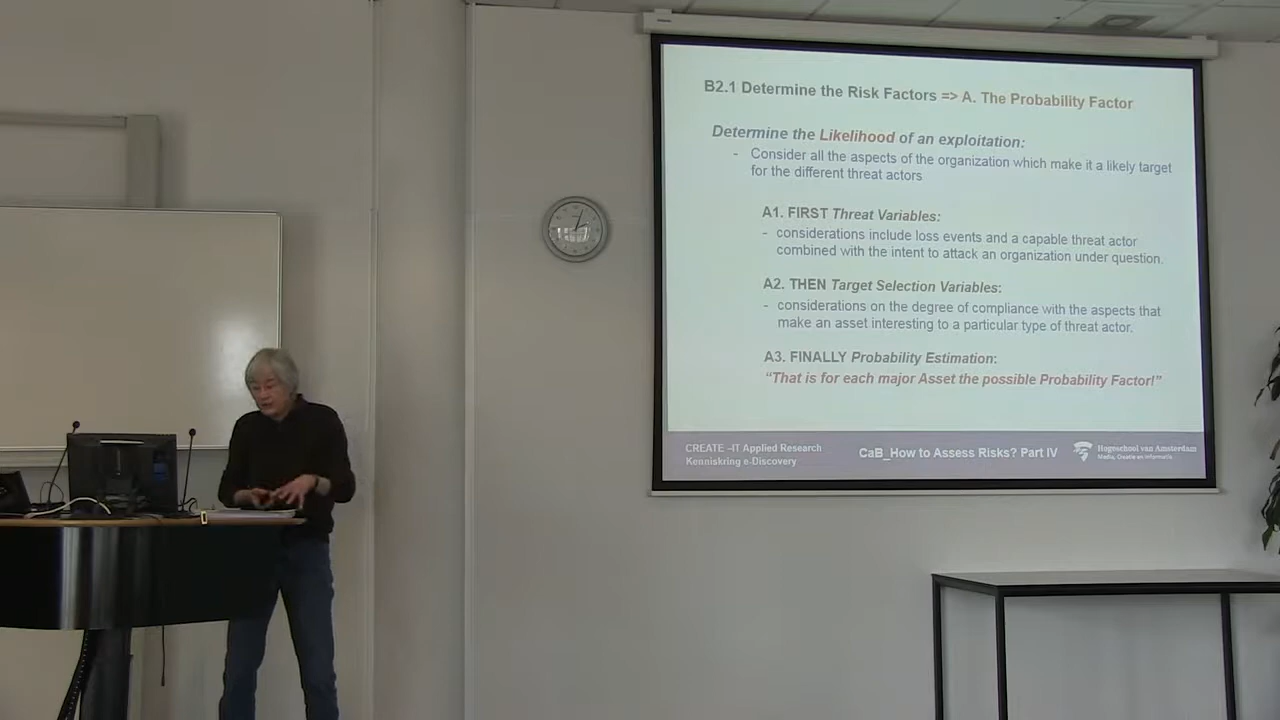 B2.1 Determine the Risk Factors => A. The Probability Factor
Determine the Likelihood of an exploitation:
- Consider all the aspects of the organization which make it a likely target
for the different threat actors
A1. FIRST Threat Variables:
- considerations include loss events and a capable threat actor
combined with the intent to attack an organization under question.
A2. THEN Target Selection Variables:
- considerations on the degree of compliance with the aspects that
make an asset interesting to a particular type of threat actor.
A3. FINALLY Probability Estimation:
"That is for each major Asset the possible Probability Factor!"
CREATE –IT Applied Research
Kenniskring e-Discovery
CaB_How to Assess Risks? Part IV
Hogeschool van Amsterdam
Media, Creatie en Informatie